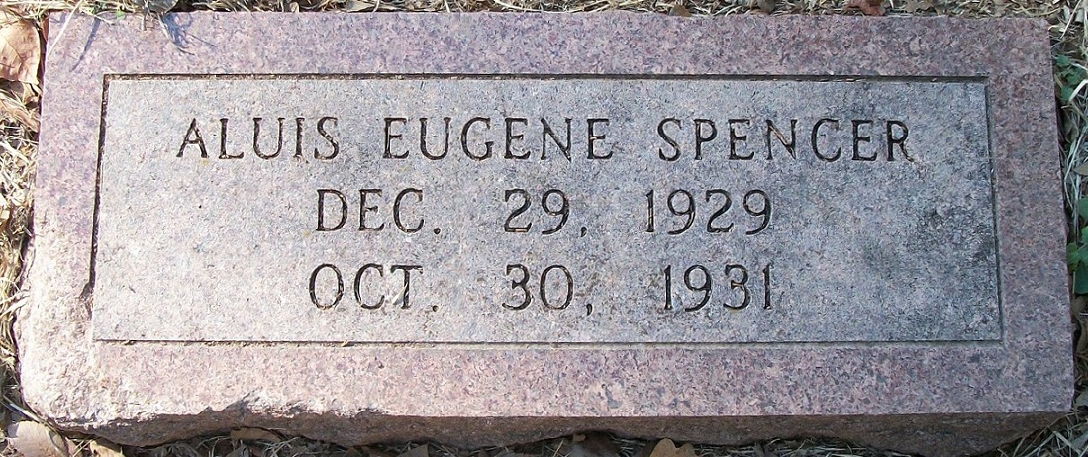 ALUIS EUGENE SPENCER
DEC. 29, 1929
OCT. 30, 1931